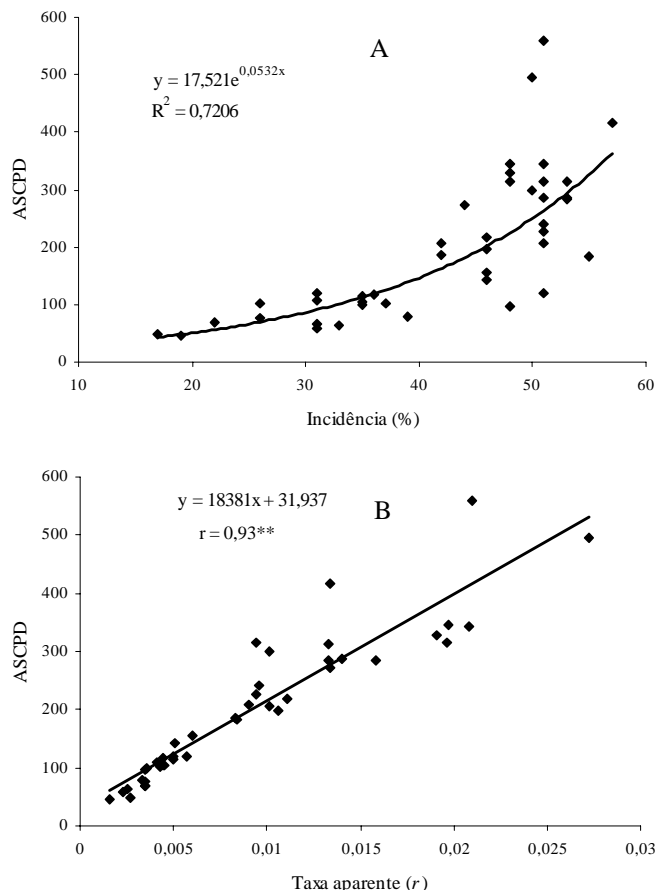 600
A
y = 17,521e^0,0532x
500
R² = 0,7206
400
ASCPD
300
200
100
0
10 20 30 40 50 60
Incidência (%)
600
y = 18381x + 31,937
B
r = 0,93**
500
400
ASCPD
300
200
100
0
0 0,005 0,01 0,015 0,02 0,025 0,03
Taxa aparente (r)